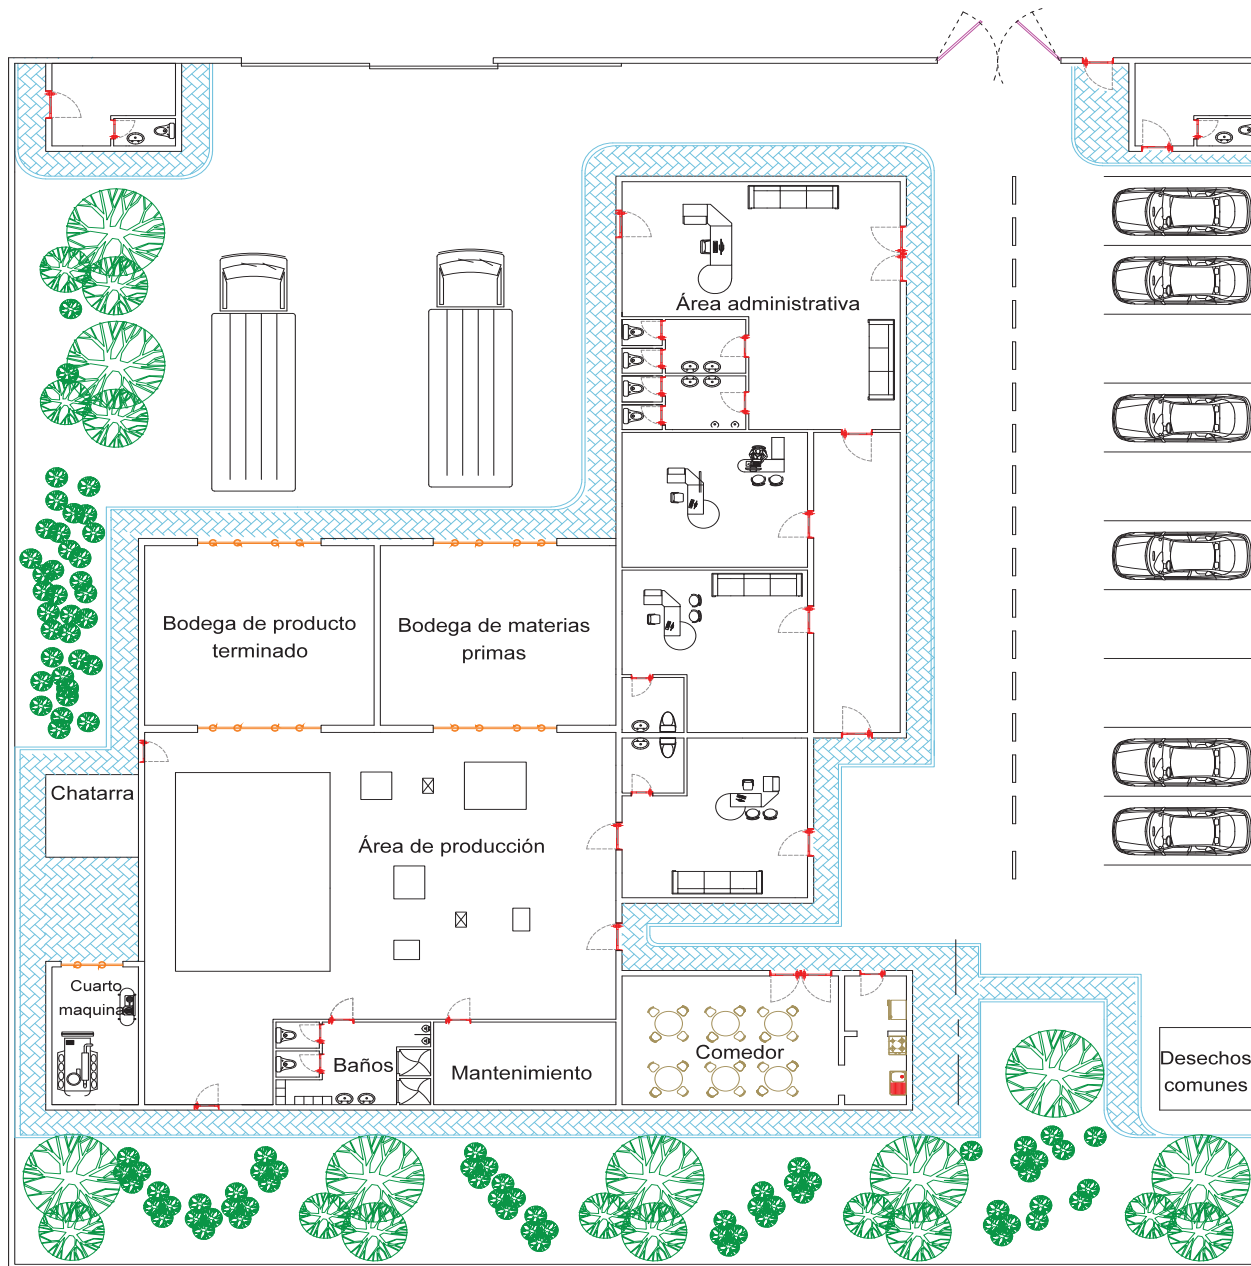 Área administrativa
Bodega de producto
terminado
Bodega de materias
primas
Chatarra
Área de producción
Cuarto
maquinas
Baños
Mantenimiento
Comedor
Desechos
comunes